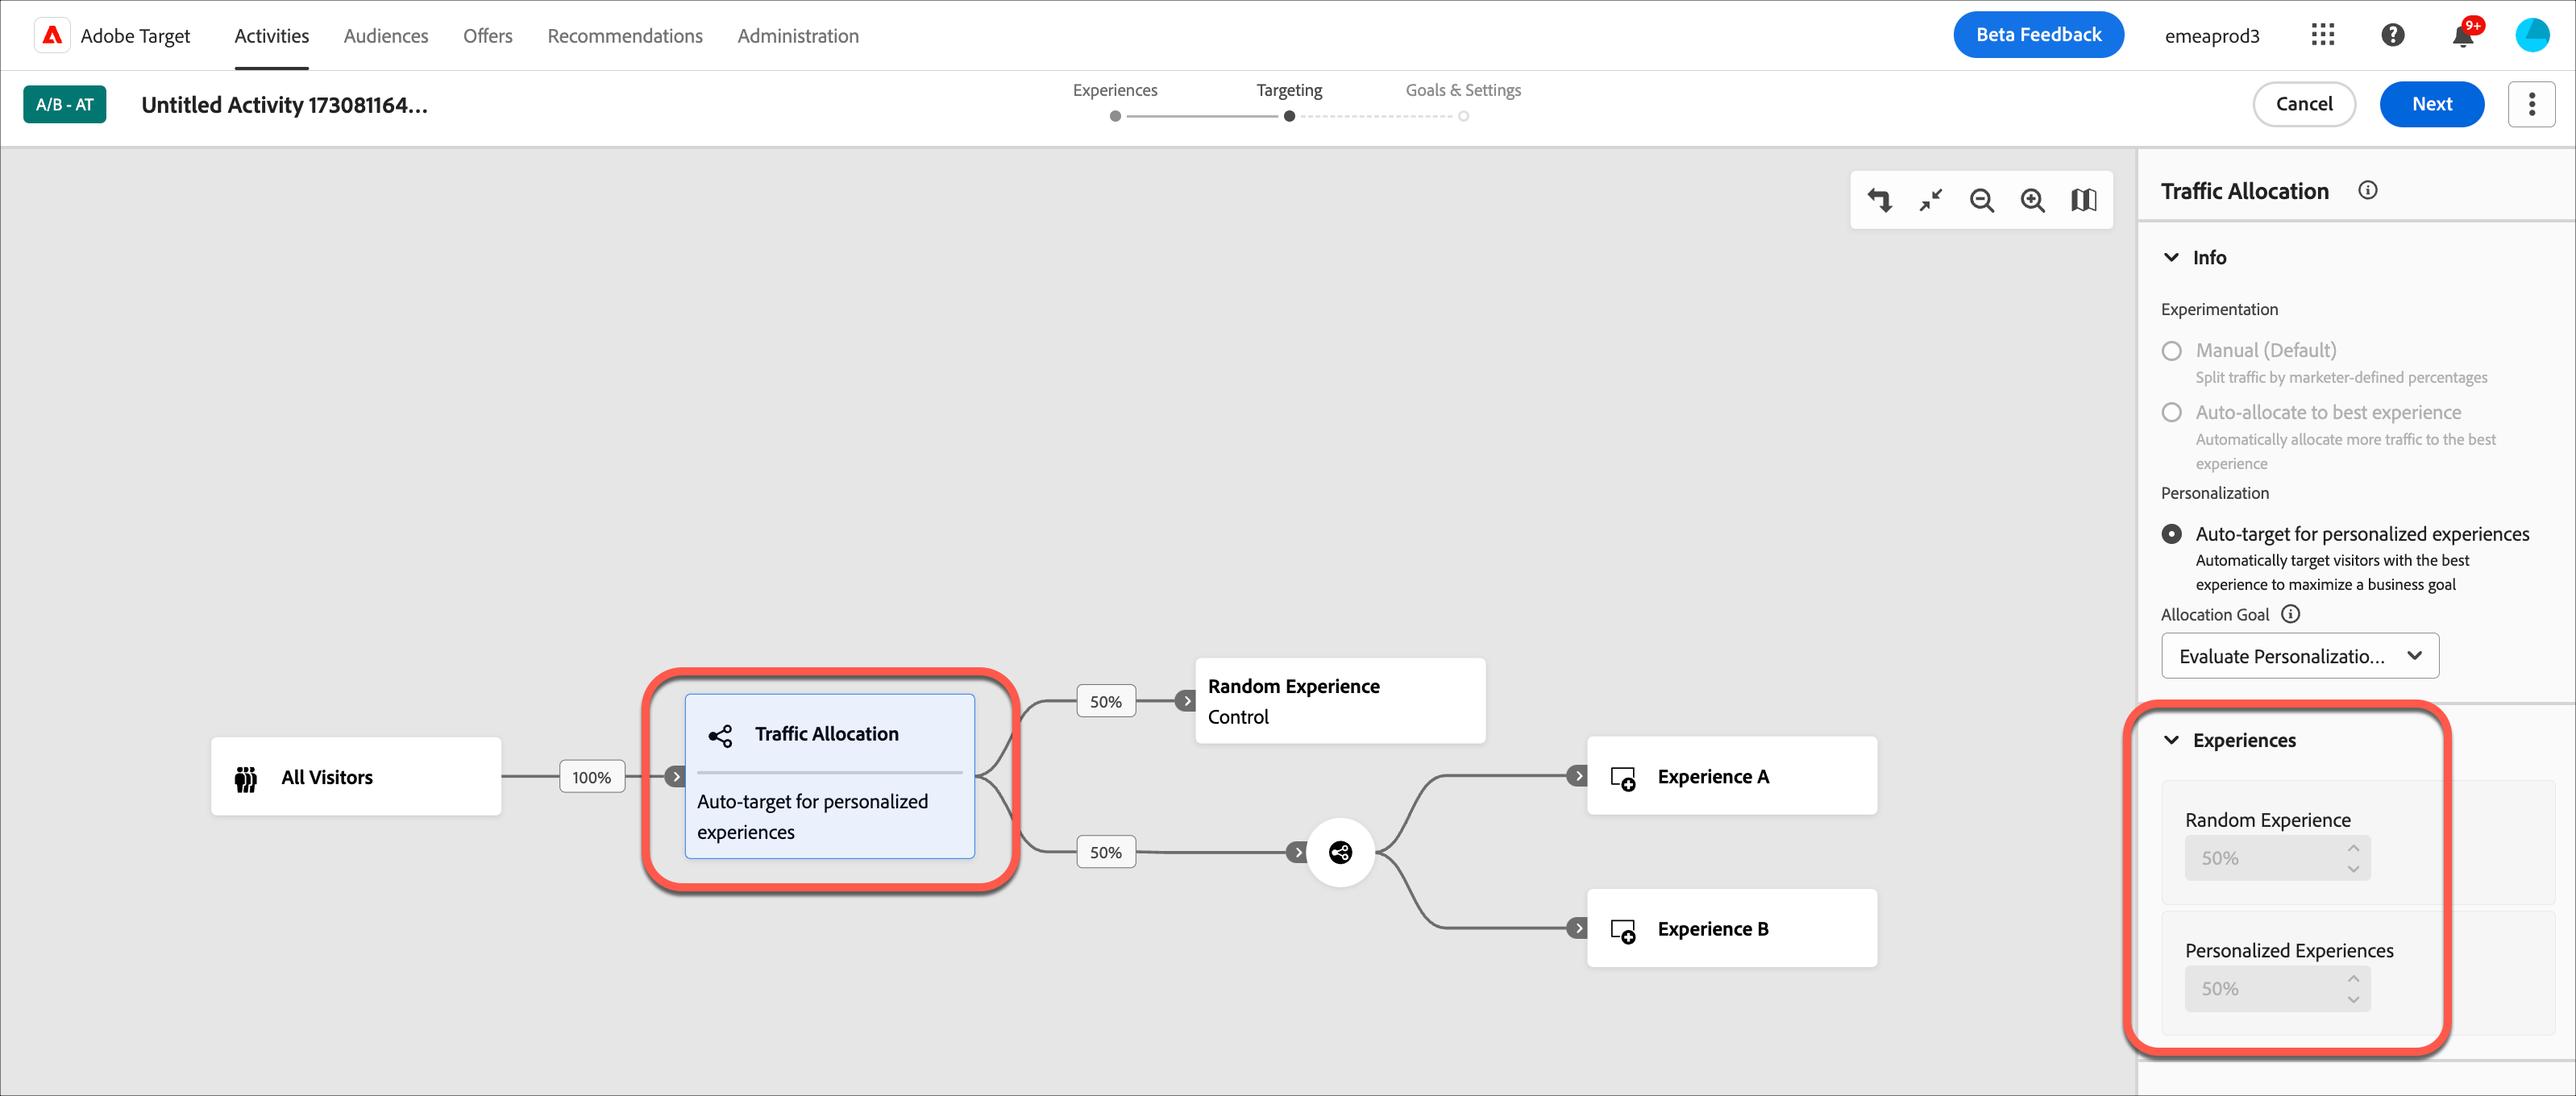 Adobe Target
Activities
Audiences
Offers
Recommendations
Administration
Beta Feedback
emeaprod3
9+
A/B - AT
Untitled Activity 173081164...
Experiences
Targeting
Goals & Settings
Cancel
Next
Traffic Allocation
Info
Experimentation
Manual (Default)
Split traffic by marketer-defined percentages
Auto-allocate to best experience
Automatically allocate more traffic to the best
experience
Personalization
Auto-target for personalized experiences
Automatically target visitors with the best
experience to maximize a business goal
Allocation Goal
Evaluate Personalizatio...
Experiences
Random Experience
50%
Personalized Experiences
50%
All Visitors
100%
Traffic Allocation
Auto-target for personalized
experiences
50%
Random Experience
Control
50%
Experience A
Experience B